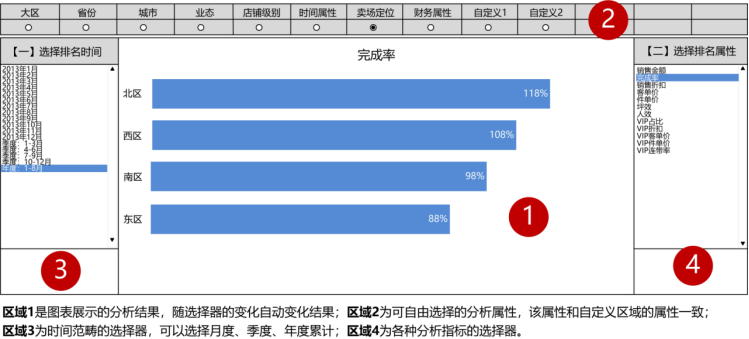 大区 省份 城市 业态 店铺级别 时间属性 卖场定位 财务属性 自定义1 自定义2
2
【一】选择排名时间
2013年1月
2013年2月
2013年3月
2013年4月
2013年5月
2013年6月
2013年7月
2013年8月
2013年9月
2013年10月
2013年11月
2013年12月
季度：1-3月
季度：4-6月
季度：7-9月
季度：10-12月
年度：1-8月
3
完成率
北区 118%
西区 108%
南区 98%
东区 88%
1
【二】选择排名属性
销售金额
完成率
销售折扣
客单价
件单价
坪效
人效
VIP占比
VIP折扣
VIP客单价
VIP件单价
VIP连带率
4
区域1是图表展示的分析结果，随选择器的变化自动变化结果；区域2为可自由选择的分析属性，该属性和自定义区域的属性一致；
区域3为时间范畴的选择器，可以选择月度、季度、年度累计；区域4为各种分析指标的选择器。